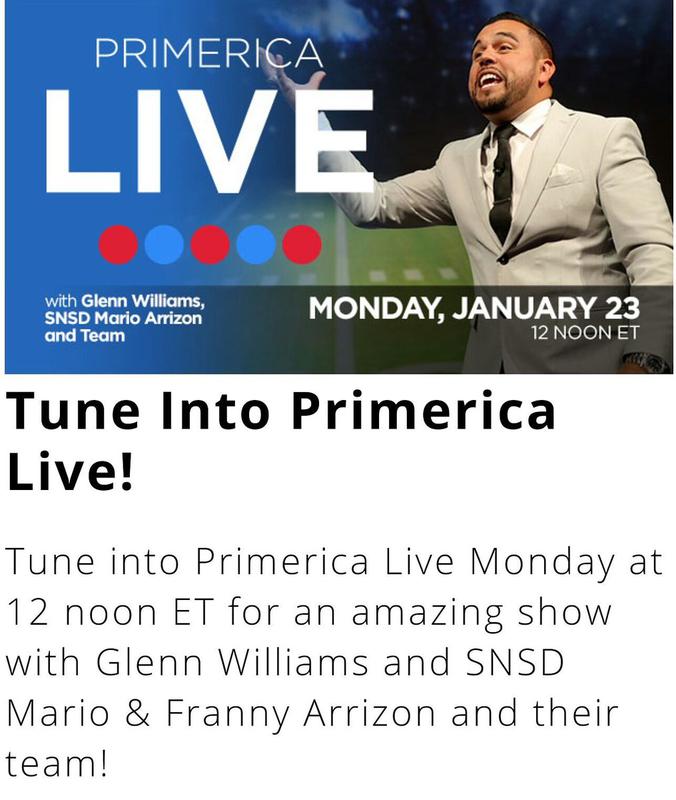 PRIMERICA
LIVE
with Glenn Williams,
SNSD Mario Arrizon
and Team
MONDAY, JANUARY 23
12 NOON ET
Tune Into Primerica
Live!
Tune into Primerica Live Monday at
12 noon ET for an amazing show
with Glenn Williams and SNSD
Mario & Franny Arrizon and their
team!